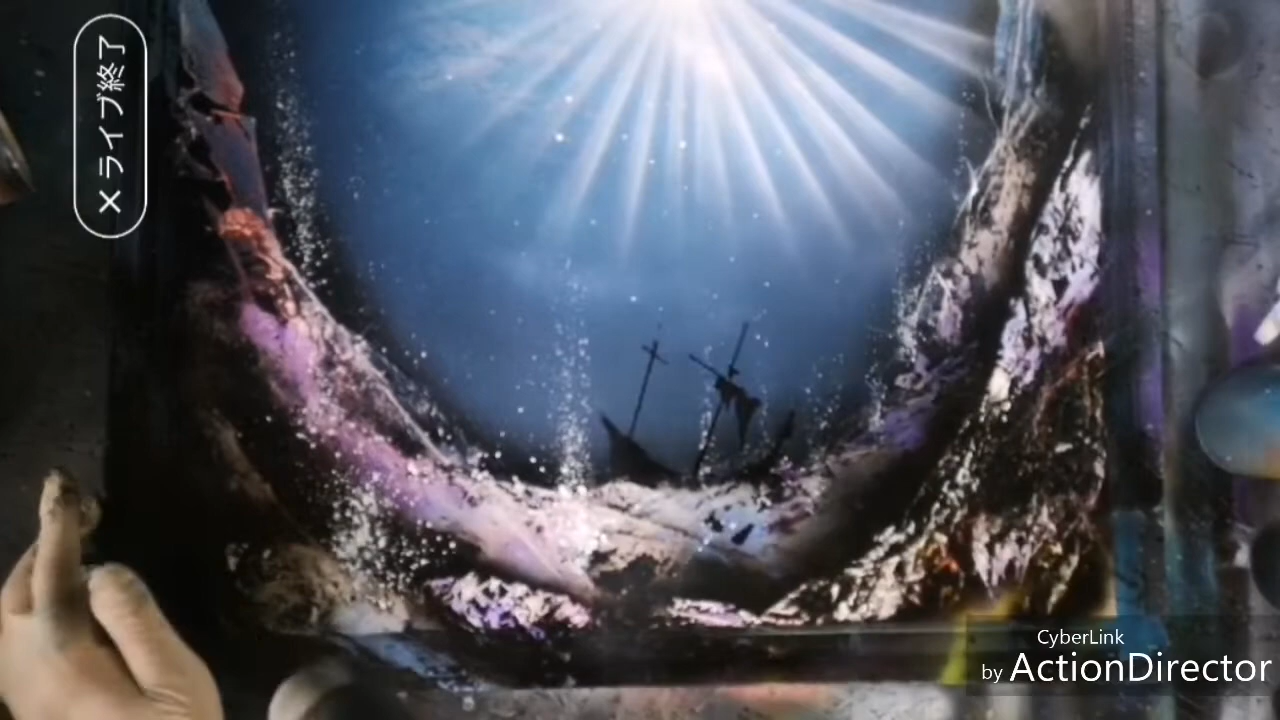 × ライブ終了
CyberLink
by ActionDirector